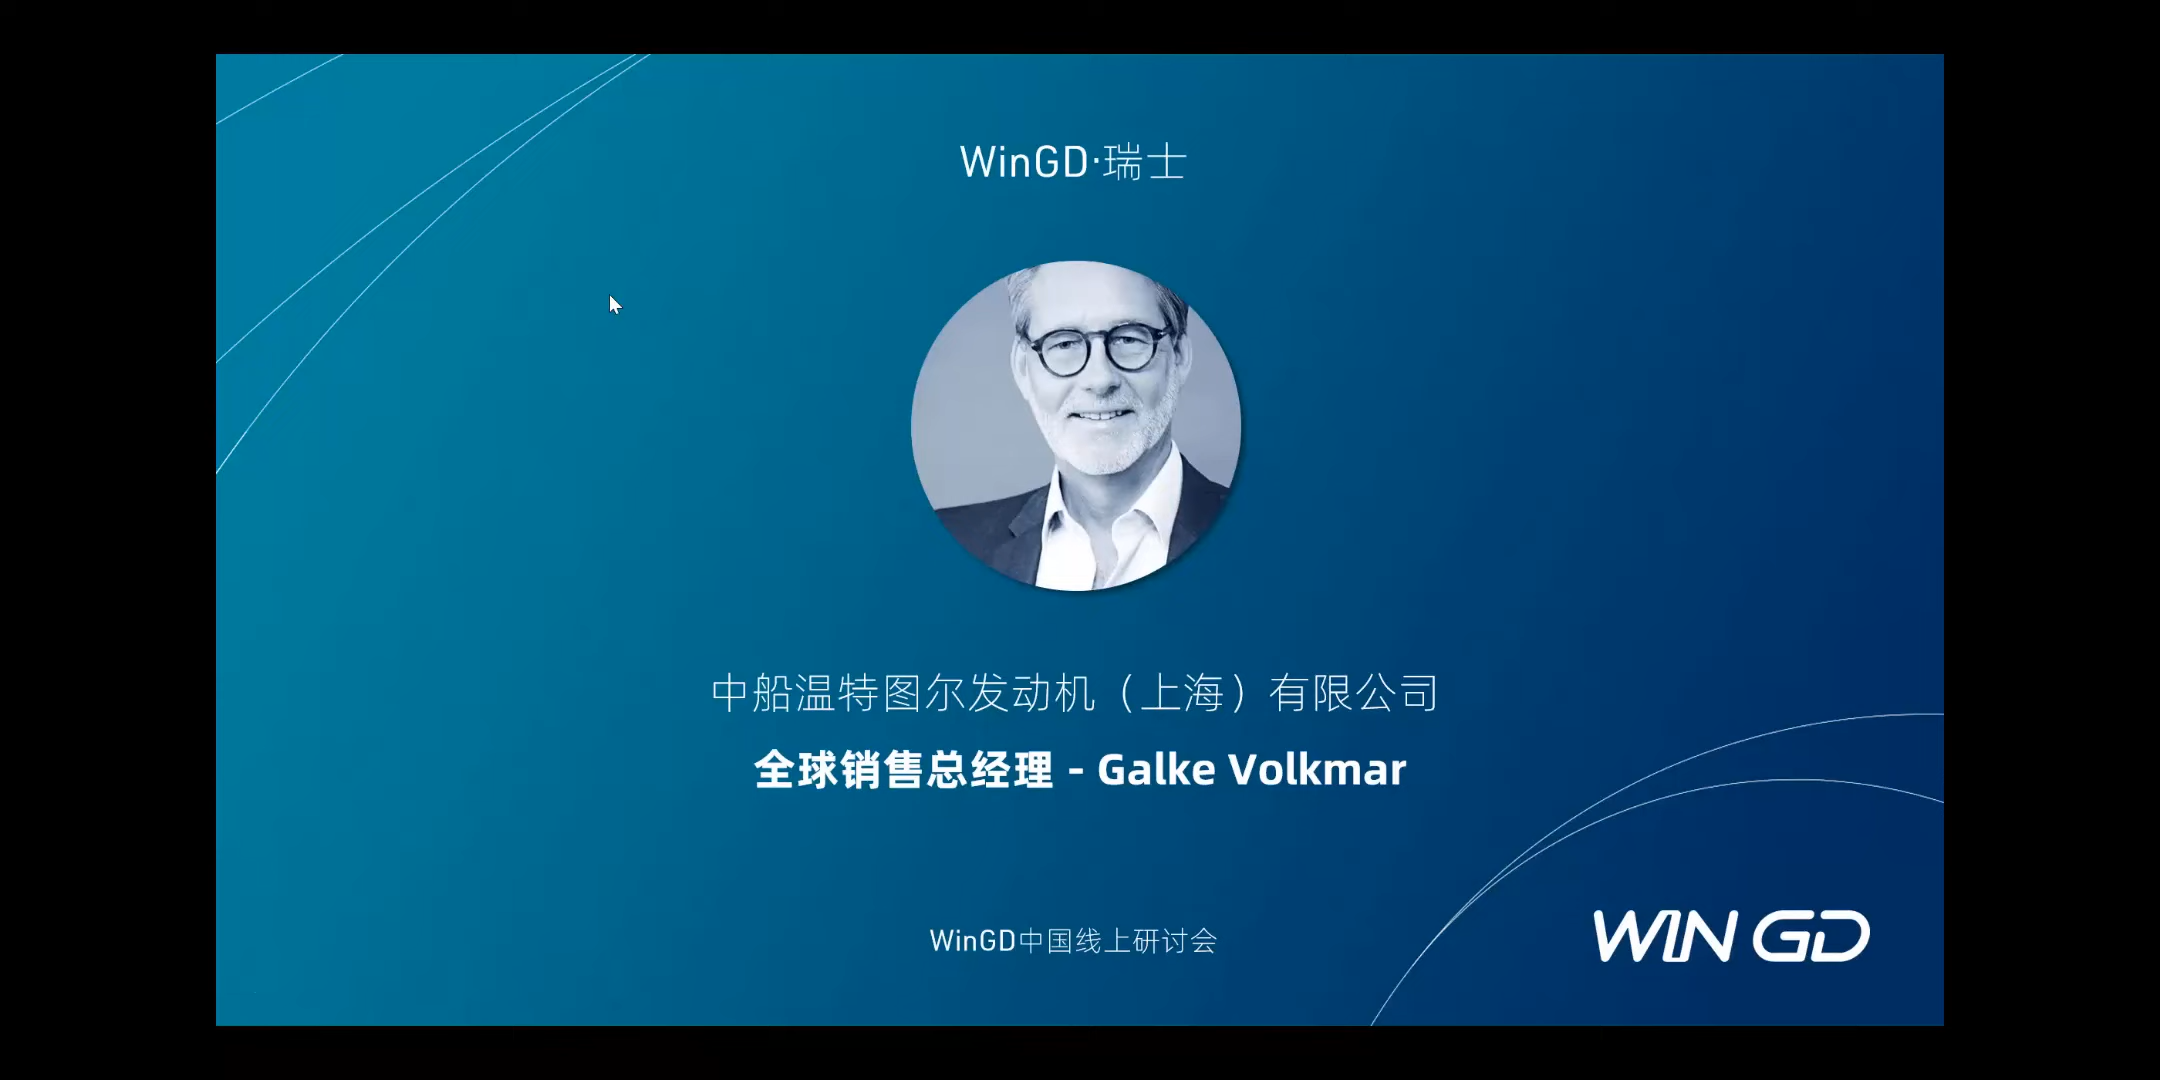 WinGD·瑞士
中船温特图尔发动机（上海）有限公司
全球销售总经理 - Galke Volkmar
WinGD中国线上研讨会
WIN GD